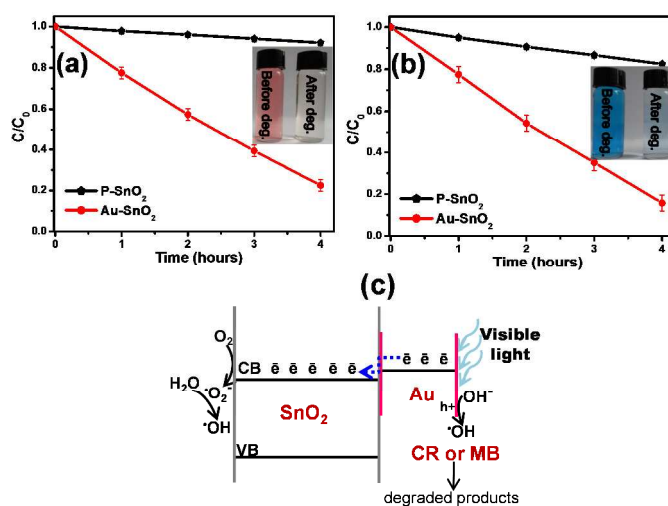 (a)
C/C₀
1.0
0.8
0.6
0.4
0.2
0.0
0 1 2 3 4
Time (hours)
P-SnO₂
Au-SnO₂
Before deg.
After deg.
(b)
C/C₀
1.0
0.8
0.6
0.4
0.2
0.0
0 1 2 3 4
Time (hours)
P-SnO₂
Au-SnO₂
Before deg.
After deg.
(c)
O₂
H₂O
·O₂⁻
·OH
CB
ē ē ē ē ē
SnO₂
VB
ē ē ē
Au
Visible
light
h+
OH⁻
·OH
CR or MB
degraded products